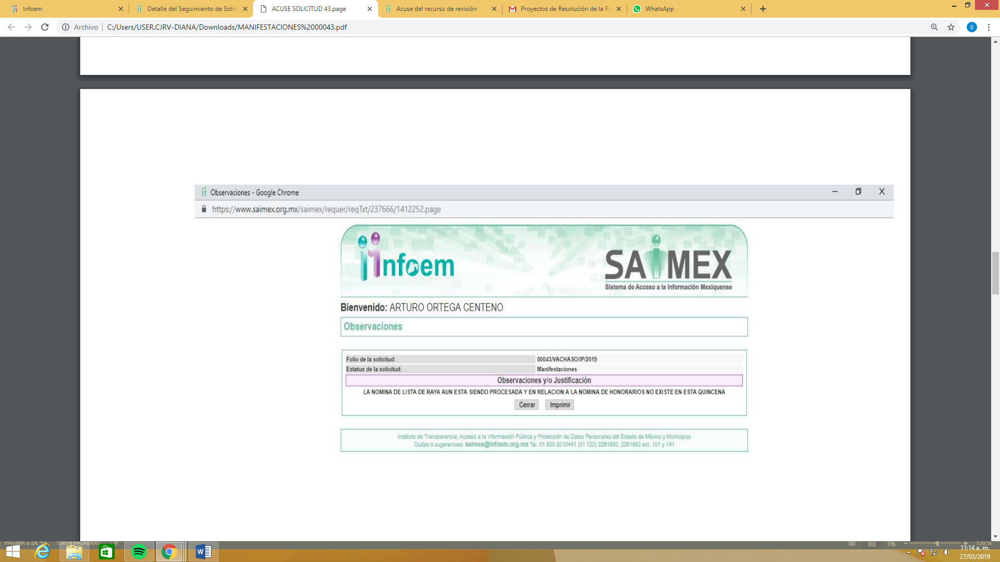 Infoem
Detalle del Seguimiento de Solic
ACUSE SOLICITUD 43.page
Acuse del recurso de revisión
Proyectos de Resolución de la Po
WhatsApp
Archivo
C:/Users/USER.CJRV-DIANA/Downloads/MANIFESTACIONES%2000043.pdf
S
Observaciones - Google Chrome
https://www.saimex.org.mx/saimex/requer/reqTxt/237666/1412252.page
infoem
SAIMEX
Sistema de Acceso a la Información Mexiquense
Bienvenido: ARTURO ORTEGA CENTENO
Observaciones
Folio de la solicitud: 00043/VACHASO/IP/2019
Estatus de la solicitud: Manifestaciones
Observaciones y/o Justificación
LA NOMINA DE LISTA DE RAYA AUN ESTA SIENDO PROCESADA Y EN RELACION A LA NOMINA DE HONORARIOS NO EXISTE EN ESTA QUINCENA
Cerrar Imprimir
Instituto de Transparencia, Acceso a la Información Pública y Protección de Datos Personales del Estado de México y Municipios
Dudas o sugerencias: saimex@infoem.org.mx Tel. 01 800 8210441 (01 722) 2261980, 2261983 ext. 101 y 141
PÁGINA 6 DE 59 13814 PALABRAS
130 %
11:14 a. m.
27/03/2019